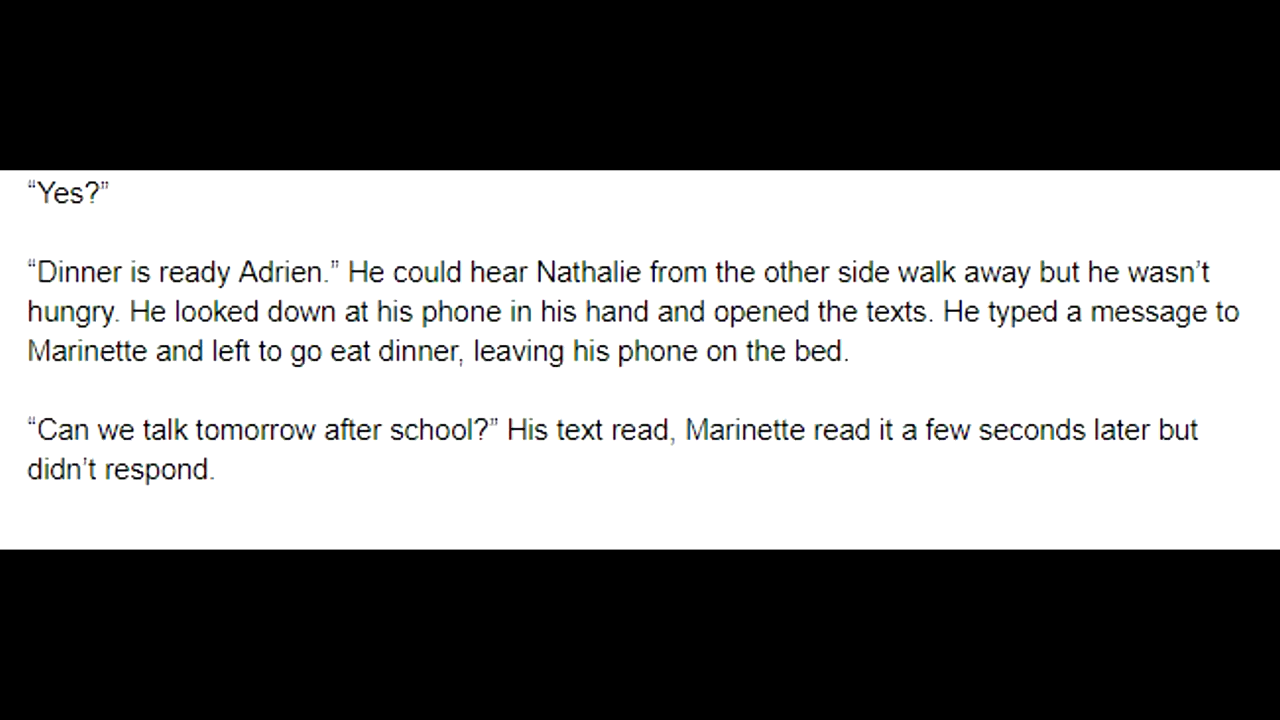 “Yes?”
“Dinner is ready Adrien.” He could hear Nathalie from the other side walk away but he wasn’t
hungry. He looked down at his phone in his hand and opened the texts. He typed a message to
Marinette and left to go eat dinner, leaving his phone on the bed.
“Can we talk tomorrow after school?” His text read, Marinette read it a few seconds later but
didn’t respond.